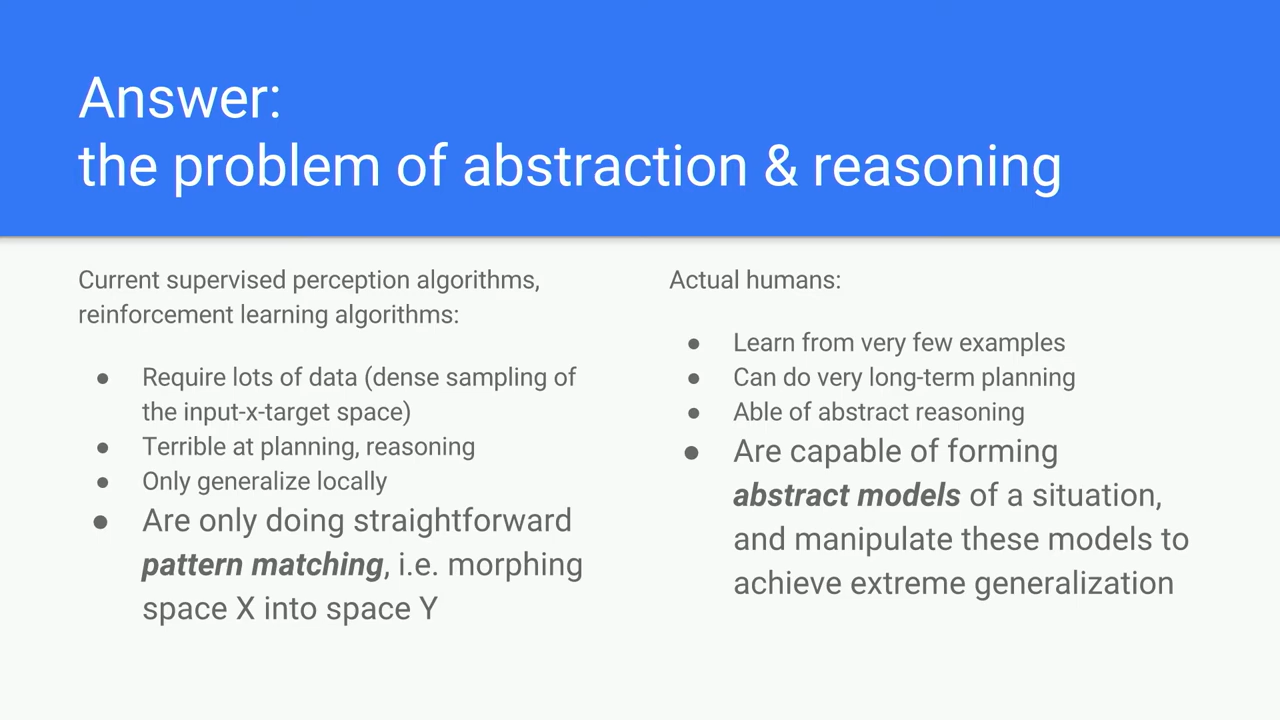 Answer:
the problem of abstraction & reasoning
Current supervised perception algorithms,
reinforcement learning algorithms:
● Require lots of data (dense sampling of
the input-x-target space)
● Terrible at planning, reasoning
● Only generalize locally
● Are only doing straightforward
pattern matching, i.e. morphing
space X into space Y
Actual humans:
● Learn from very few examples
● Can do very long-term planning
● Able of abstract reasoning
● Are capable of forming
abstract models of a situation,
and manipulate these models to
achieve extreme generalization